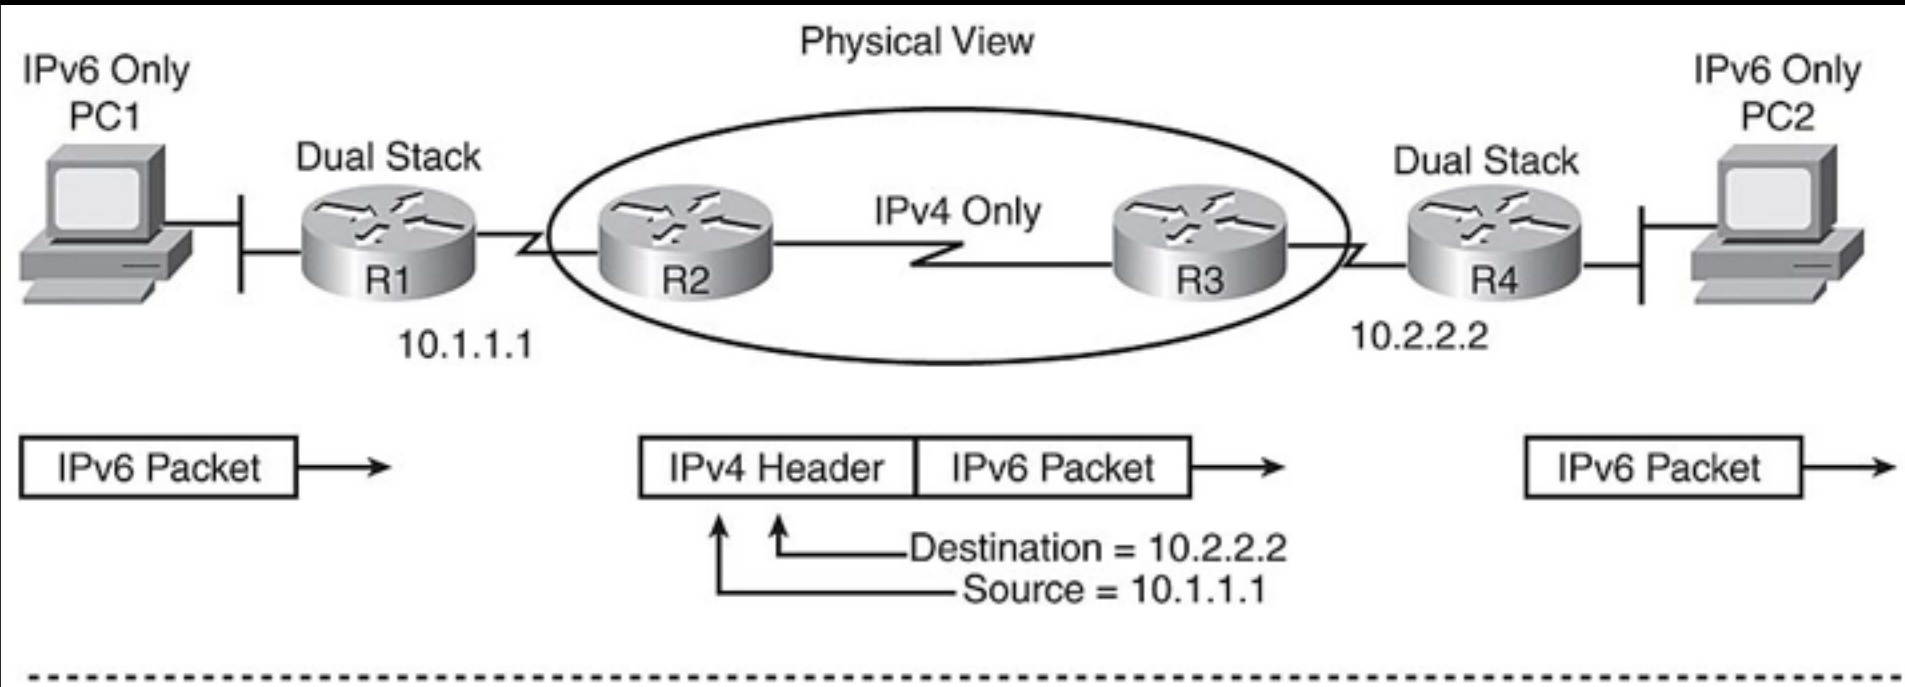 Physical View
IPv6 Only
PC1
IPv6 Only
PC2
Dual Stack
Dual Stack
IPv4 Only
R1
R2
R3
R4
10.1.1.1
10.2.2.2
IPv6 Packet
IPv4 Header
IPv6 Packet
IPv6 Packet
Destination = 10.2.2.2
Source = 10.1.1.1